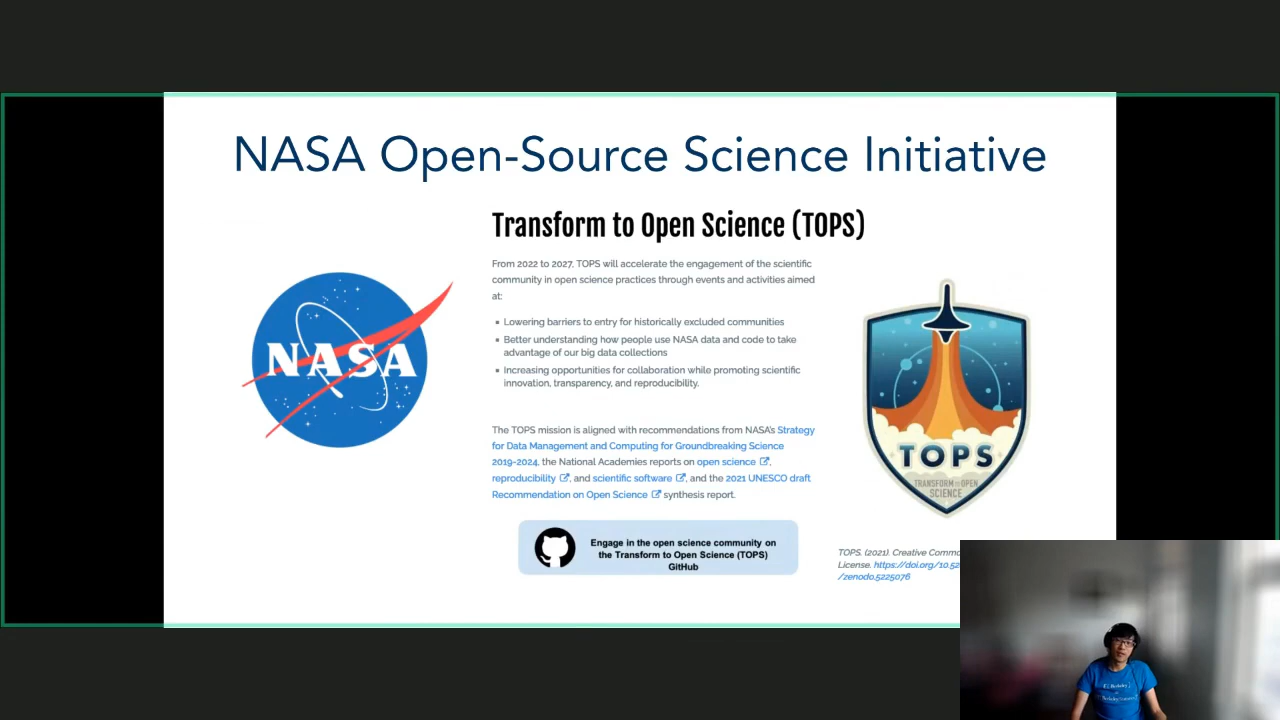 NASA Open-Source Science Initiative
Transform to Open Science (TOPS)
From 2022 to 2027, TOPS will accelerate the engagement of the scientific
community in open science practices through events and activities aimed
at:
Lowering barriers to entry for historically excluded communities
Better understanding how people use NASA data and code to take
advantage of our big data collections
Increasing opportunities for collaboration while promoting scientific
innovation, transparency, and reproducibility.
The TOPS mission is aligned with recommendations from NASA's Strategy
for Data Management and Computing for Groundbreaking Science
2019-2024, the National Academies reports on open science,
reproducibility, and scientific software, and the 2021 UNESCO draft
Recommendation on Open Science synthesis report.
Engage in the open science community on
the Transform to Open Science (TOPS)
GitHub
NASA
TOPS
TRANSFORM TO OPEN
SCIENCE
TOPS. (2021). Creative Commo
License. https://doi.org/10.52
/zenodo.5225076
Berkeley